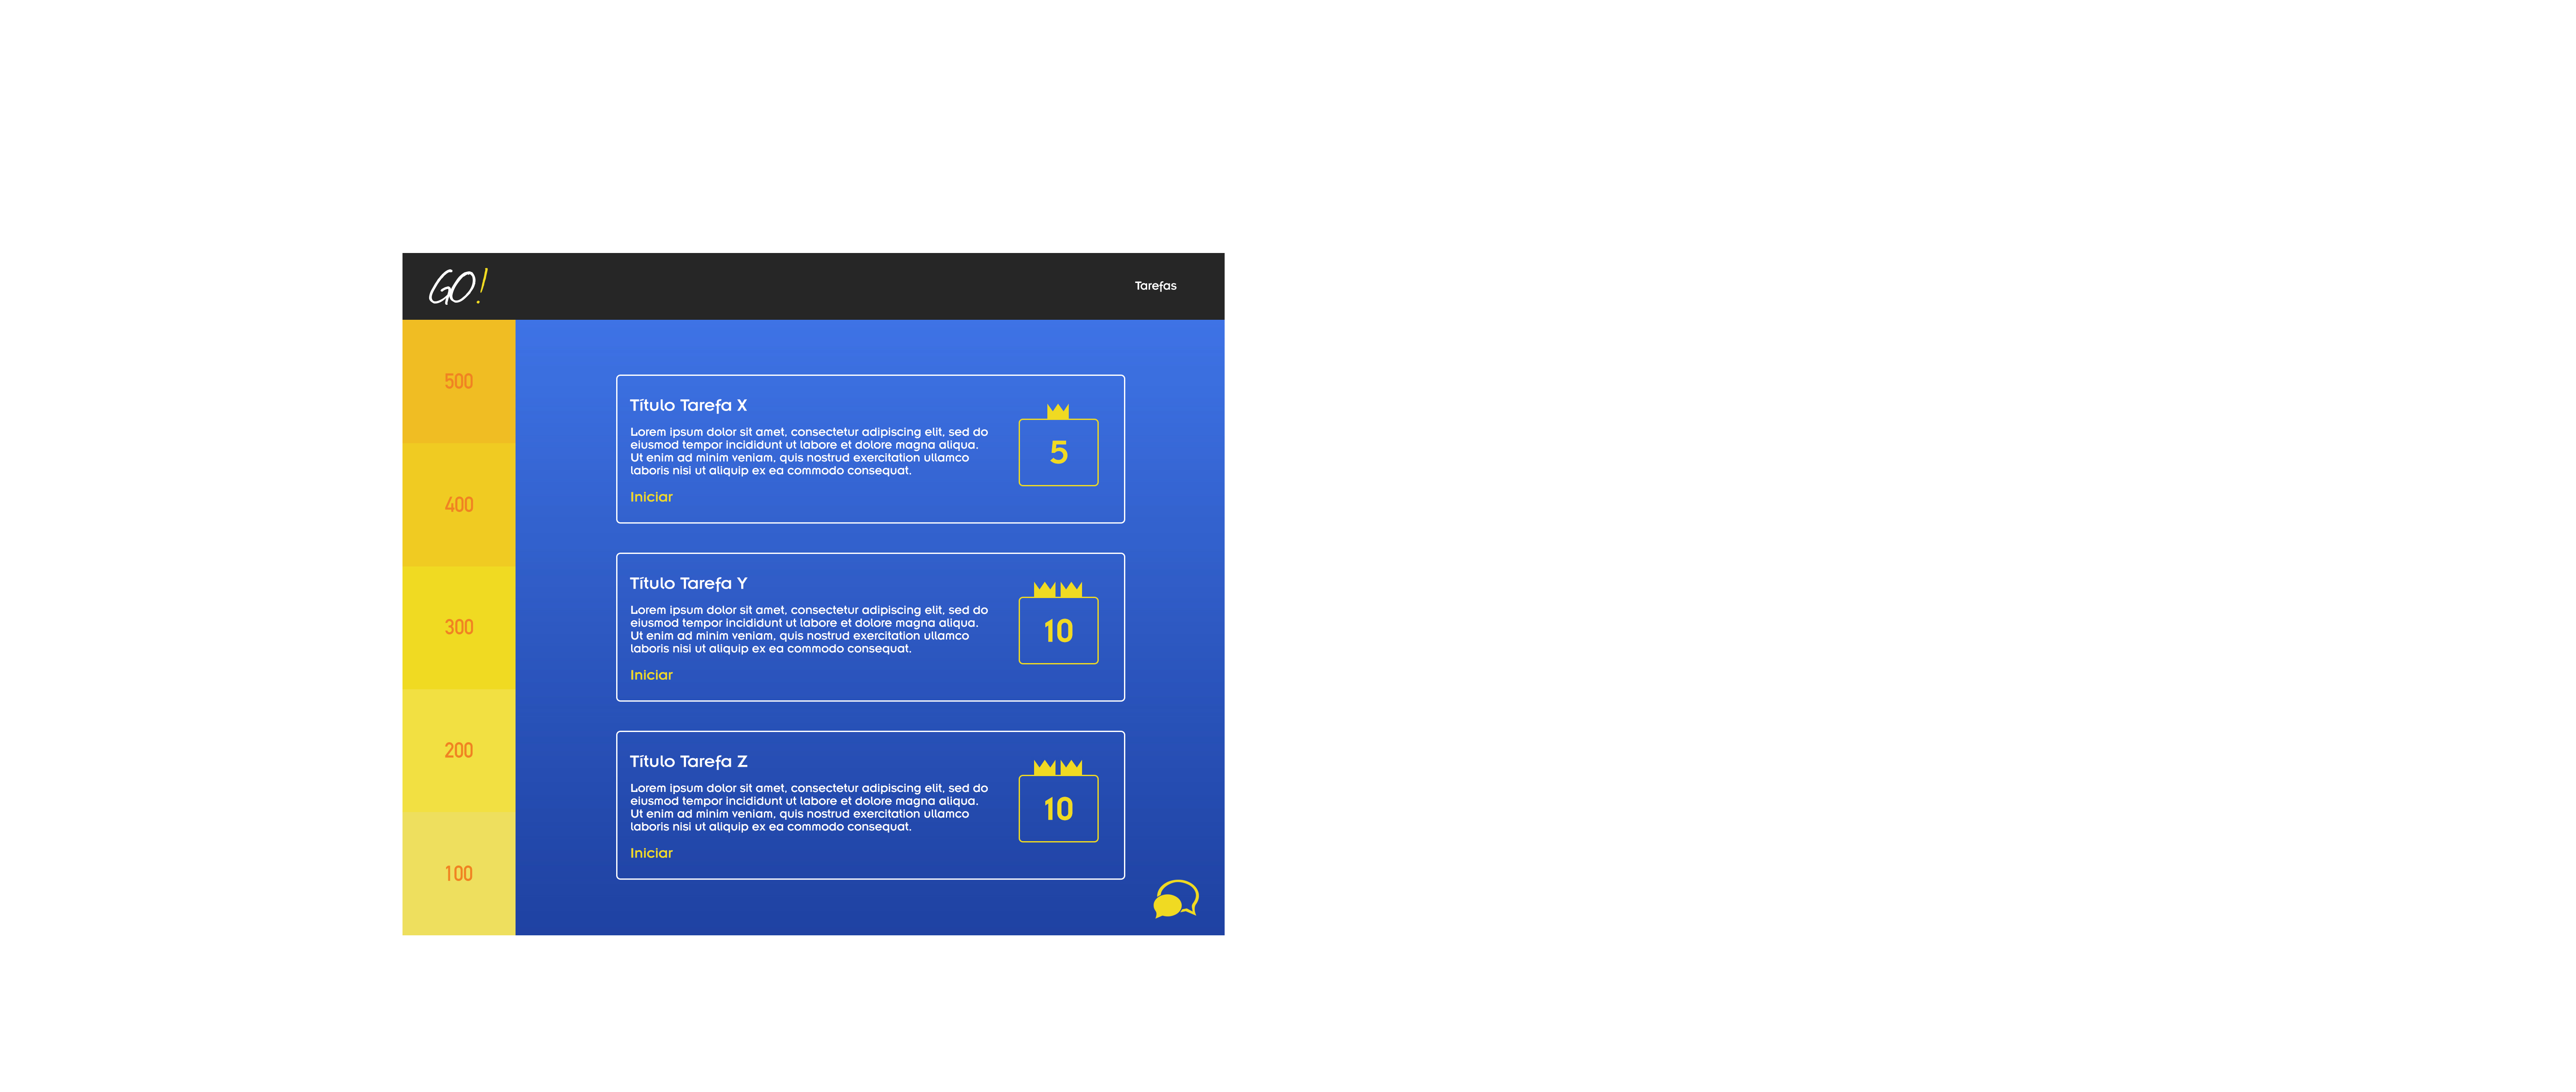 GO!
Tarefas
500
400
300
200
100
Título Tarefa X
Lorem ipsum dolor sit amet, consectetur adipiscing elit, sed do
eiusmod tempor incididunt ut labore et dolore magna aliqua.
Ut enim ad minim veniam, quis nostrud exercitation ullamco
laboris nisi ut aliquip ex ea commodo consequat.
Iniciar
5
Título Tarefa Y
Lorem ipsum dolor sit amet, consectetur adipiscing elit, sed do
eiusmod tempor incididunt ut labore et dolore magna aliqua.
Ut enim ad minim veniam, quis nostrud exercitation ullamco
laboris nisi ut aliquip ex ea commodo consequat.
Iniciar
10
Título Tarefa Z
Lorem ipsum dolor sit amet, consectetur adipiscing elit, sed do
eiusmod tempor incididunt ut labore et dolore magna aliqua.
Ut enim ad minim veniam, quis nostrud exercitation ullamco
laboris nisi ut aliquip ex ea commodo consequat.
Iniciar
10